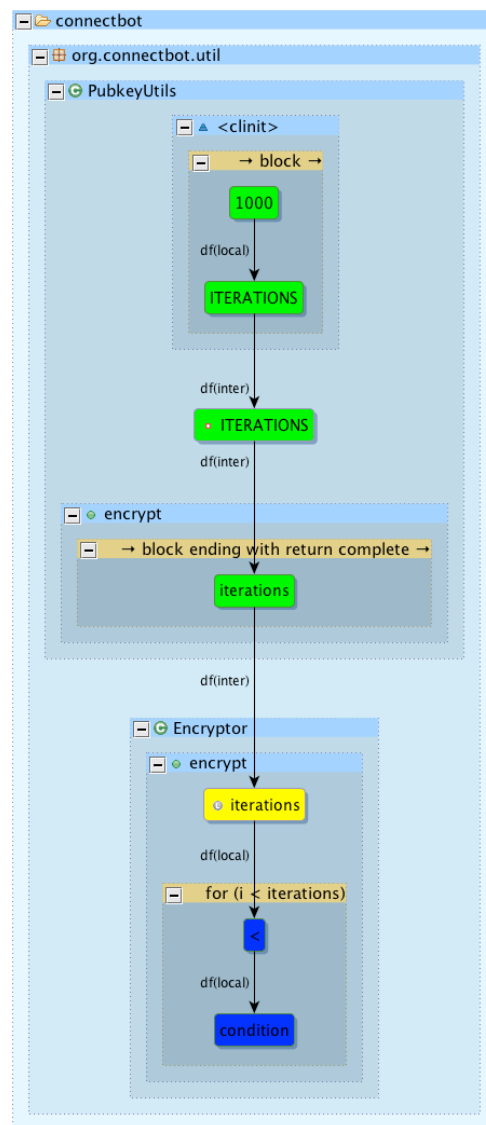 connectbot
org.connectbot.util
PubkeyUtils
<clinit>
→ block →
1000
df(local)
ITERATIONS
df(inter)
ITERATIONS
df(inter)
encrypt
→ block ending with return complete →
iterations
df(inter)
Encryptor
encrypt
iterations
df(local)
for (i < iterations)
<
df(local)
condition